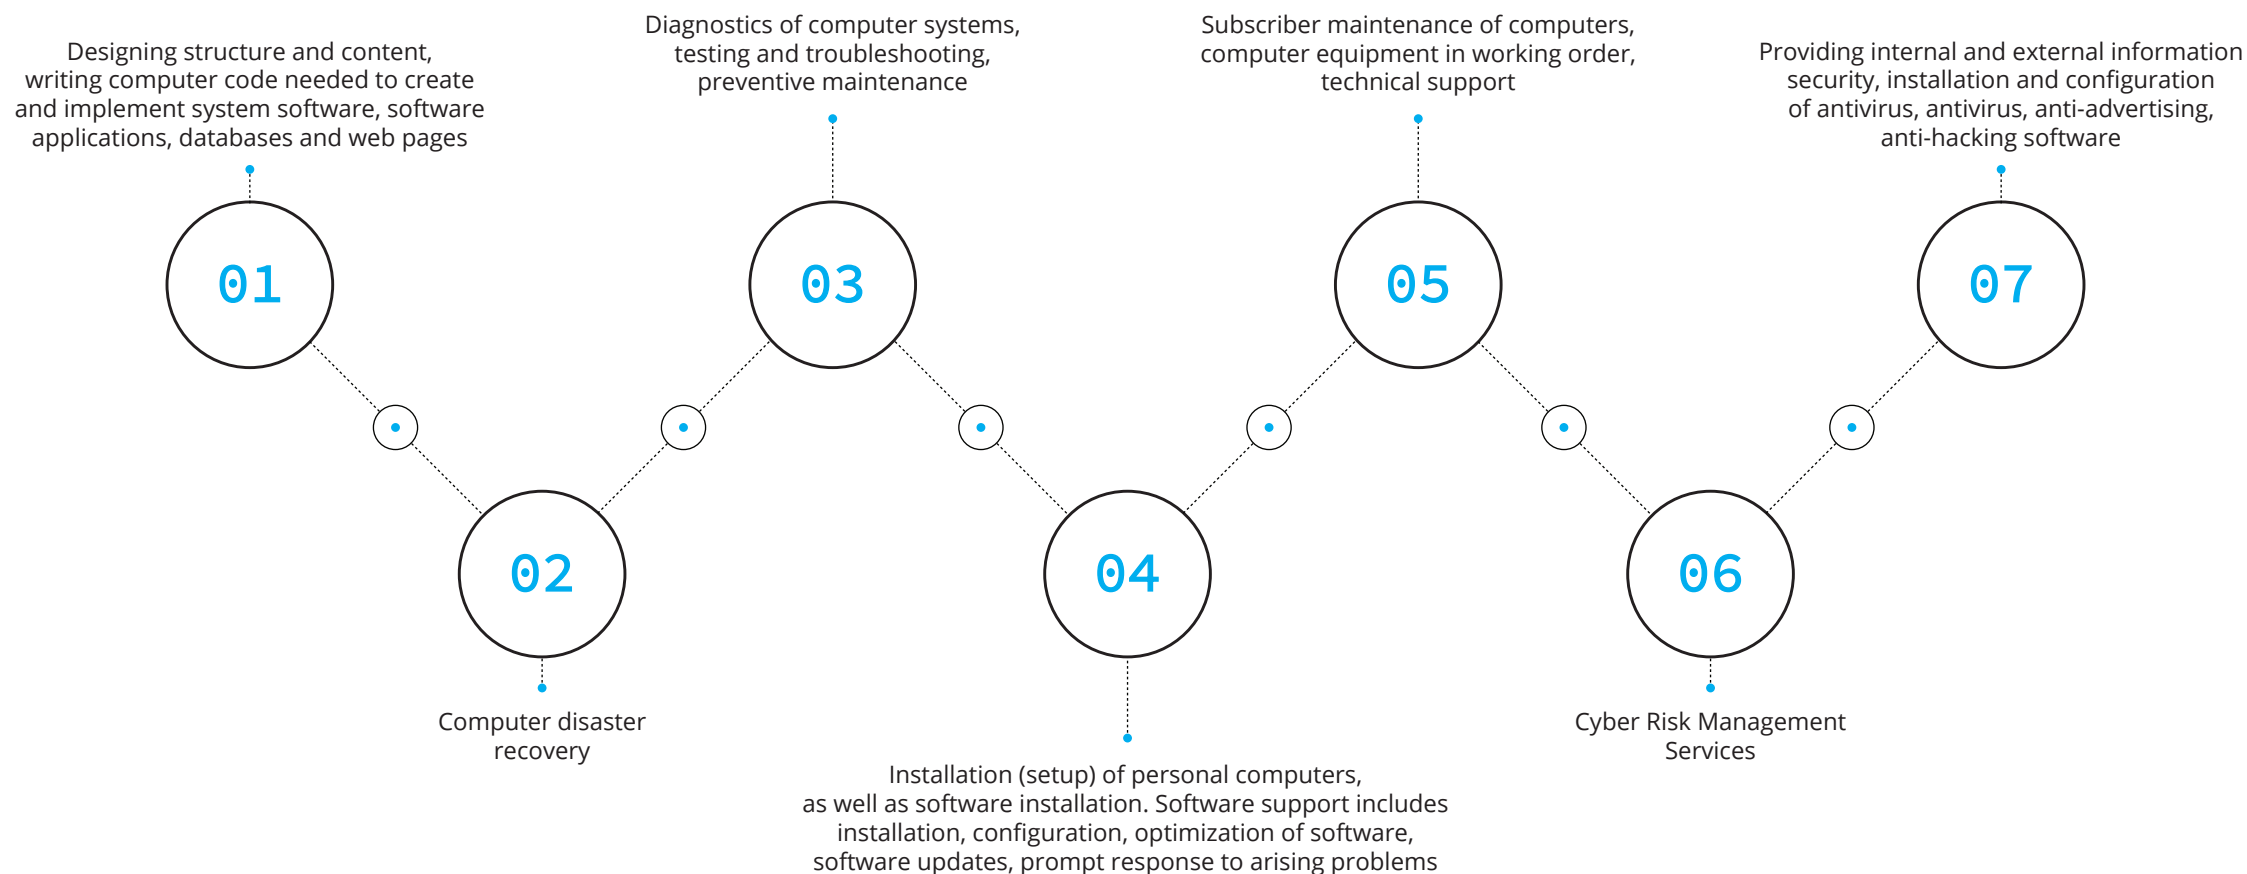 Designing structure and content,
writing computer code needed to create
and implement system software, software
applications, databases and web pages
01
02
Computer disaster
recovery
Diagnostics of computer systems,
testing and troubleshooting,
preventive maintenance
03
04
Installation (setup) of personal computers,
as well as software installation. Software support includes
installation, configuration, optimization of software,
software updates, prompt response to arising problems
Subscriber maintenance of computers,
computer equipment in working order,
technical support
05
06
Cyber Risk Management
Services
Providing internal and external information
security, installation and configuration
of antivirus, antivirus, anti-advertising,
anti-hacking software
07